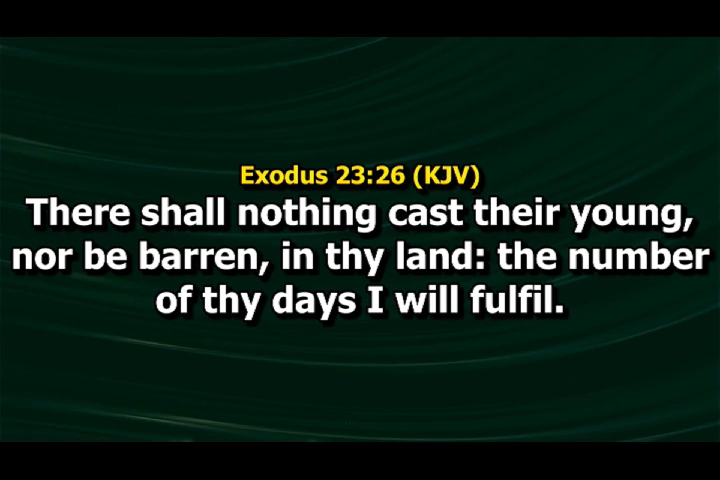 Exodus 23:26 (KJV)
There shall nothing cast their young,
nor be barren, in thy land: the number
of thy days I will fulfil.